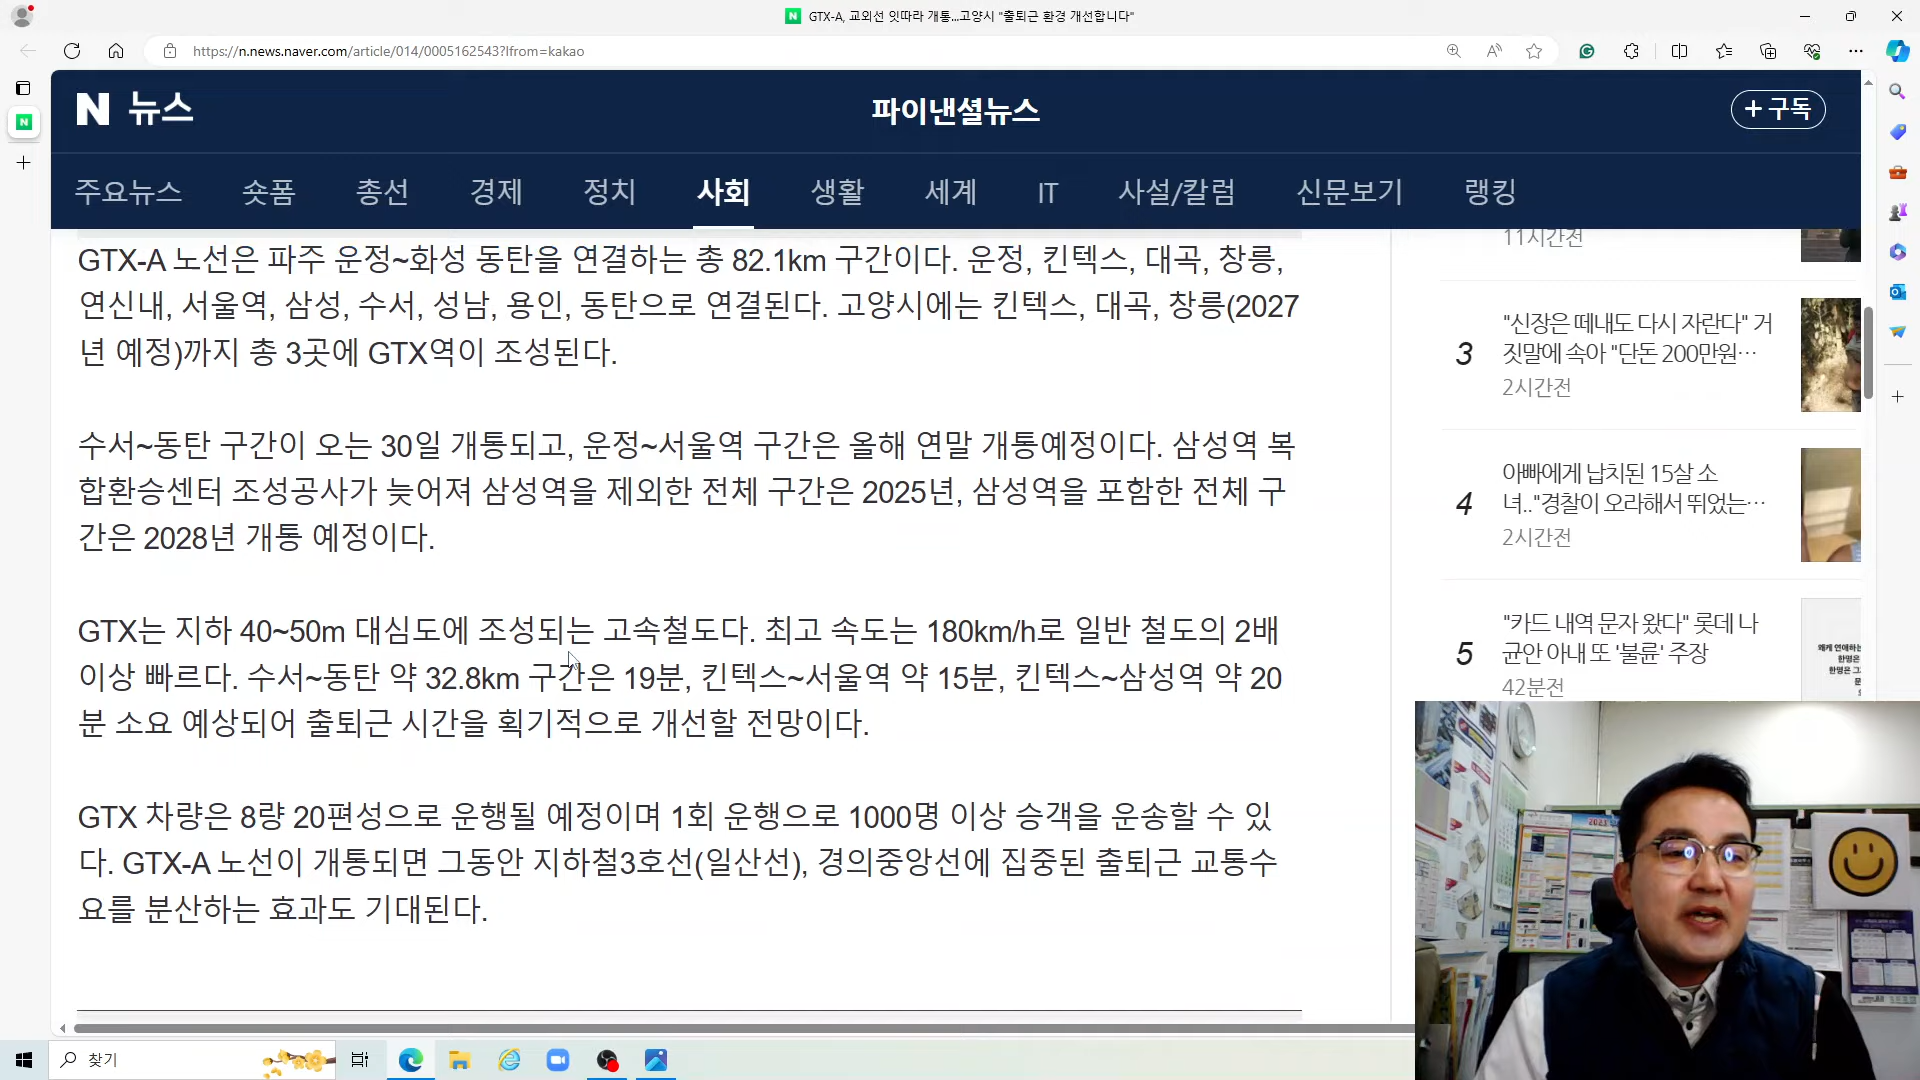 GTX-A, 교외선 잇따라 개통...고양시 "출퇴근 환경 개선합니다"
https://n.news.naver.com/article/014/0005162543?lfrom=kakao
N 뉴스
파이낸셜뉴스
+ 구독
주요뉴스 숏폼 총선 경제 정치 사회 생활 세계 IT 사설/칼럼 신문보기 랭킹
GTX-A 노선은 파주 운정~화성 동탄을 연결하는 총 82.1km 구간이다. 운정, 킨텍스, 대곡, 창릉,
연신내, 서울역, 삼성, 수서, 성남, 용인, 동탄으로 연결된다. 고양시에는 킨텍스, 대곡, 창릉(2027
년 예정)까지 총 3곳에 GTX역이 조성된다.
수서~동탄 구간이 오는 30일 개통되고, 운정~서울역 구간은 올해 연말 개통예정이다. 삼성역 복
합환승센터 조성공사가 늦어져 삼성역을 제외한 전체 구간은 2025년, 삼성역을 포함한 전체 구
간은 2028년 개통 예정이다.
GTX는 지하 40~50m 대심도에 조성되는 고속철도다. 최고 속도는 180km/h로 일반 철도의 2배
이상 빠르다. 수서~동탄 약 32.8km 구간은 19분, 킨텍스~서울역 약 15분, 킨텍스~삼성역 약 20
분 소요 예상되어 출퇴근 시간을 획기적으로 개선할 전망이다.
GTX 차량은 8량 20편성으로 운행될 예정이며 1회 운행으로 1000명 이상 승객을 운송할 수 있
다. GTX-A 노선이 개통되면 그동안 지하철3호선(일산선), 경의중앙선에 집중된 출퇴근 교통수
요를 분산하는 효과도 기대된다.
11시간전
3
"신장은 떼내도 다시 자란다" 거
짓말에 속아 "단돈 200만원…
2시간전
4
아빠에게 납치된 15살 소
녀.."경찰이 오라해서 뛰었는…
2시간전
5
"카드 내역 문자 왔다" 롯데 나
균안 아내 또 '불륜' 주장
42분전
찾기